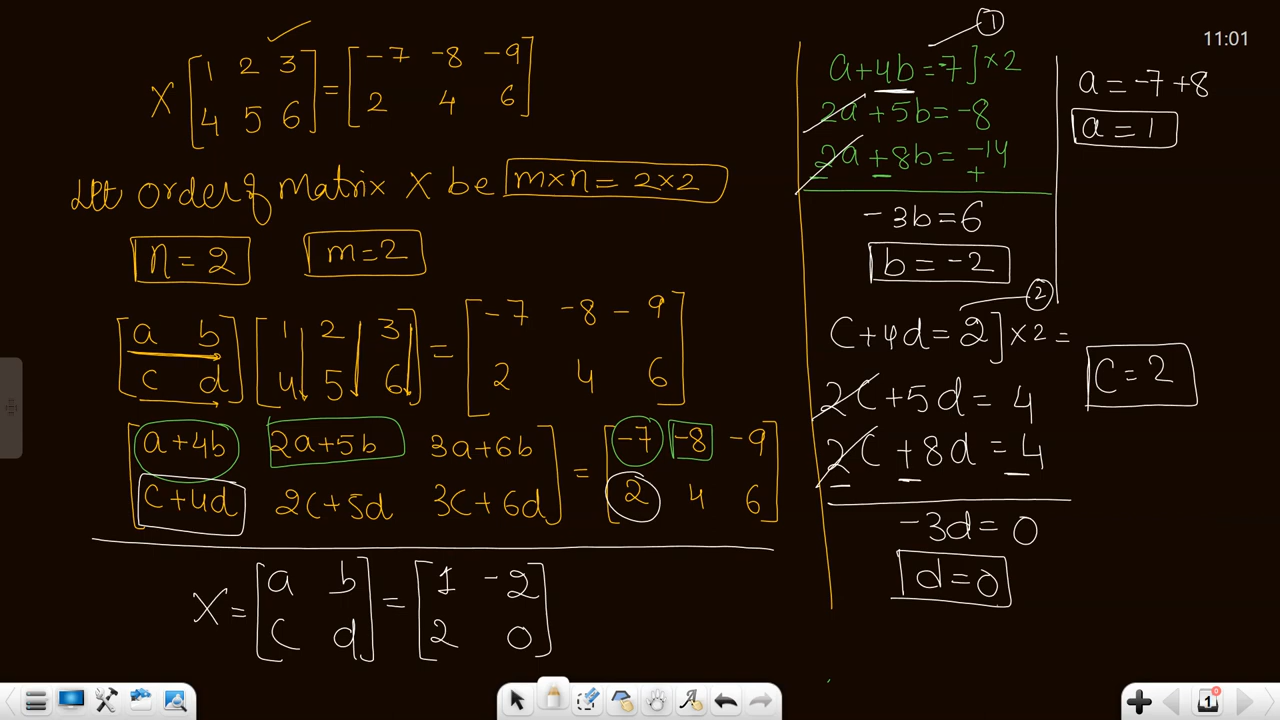 11:01
X [1 2 3 = [-7 -8 -9
4 5 6] 2 4 6]
Let order of Matrix X be m×n = 2×2
n=2 m=2
[a b [1 2 3 = [-7 -8 -9
c d] 4 5 6] 2 4 6]
[a+4b 2a+5b 3a+6b = [-7 -8 -9
c+4d 2c+5d 3c+6d] 2 4 6]
X = [a b = [1 -2
c d] 2 0]
①
a+4b=-7]×2
2a+5b=-8
2a+8b=-14
- - +
-3b=6
b=-2
②
c+4d=2]×2=
2c+5d=4
2c+8d=4
- - -
-3d=0
d=0
a=-7+8
a=1
c=2
1